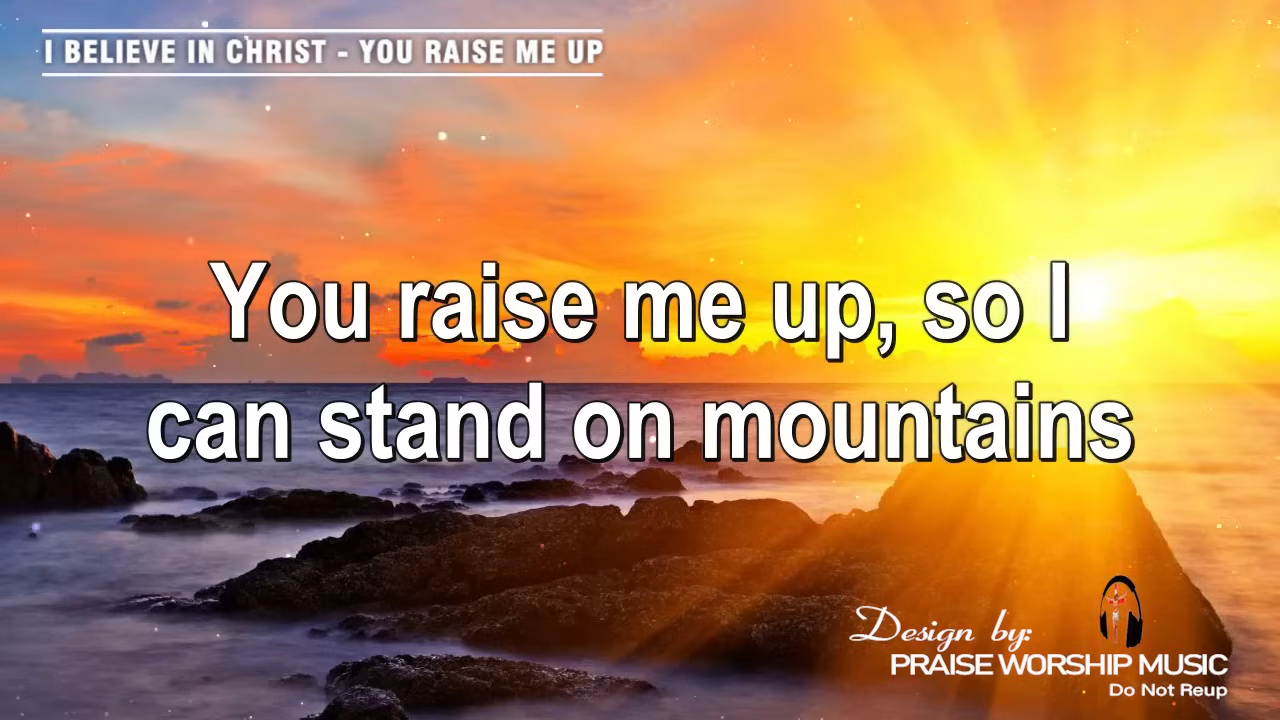 I BELIEVE IN CHRIST - YOU RAISE ME UP
You raise me up, so I
can stand on mountains
Design by:
PRAISE WORSHIP MUSIC
Do Not Reup